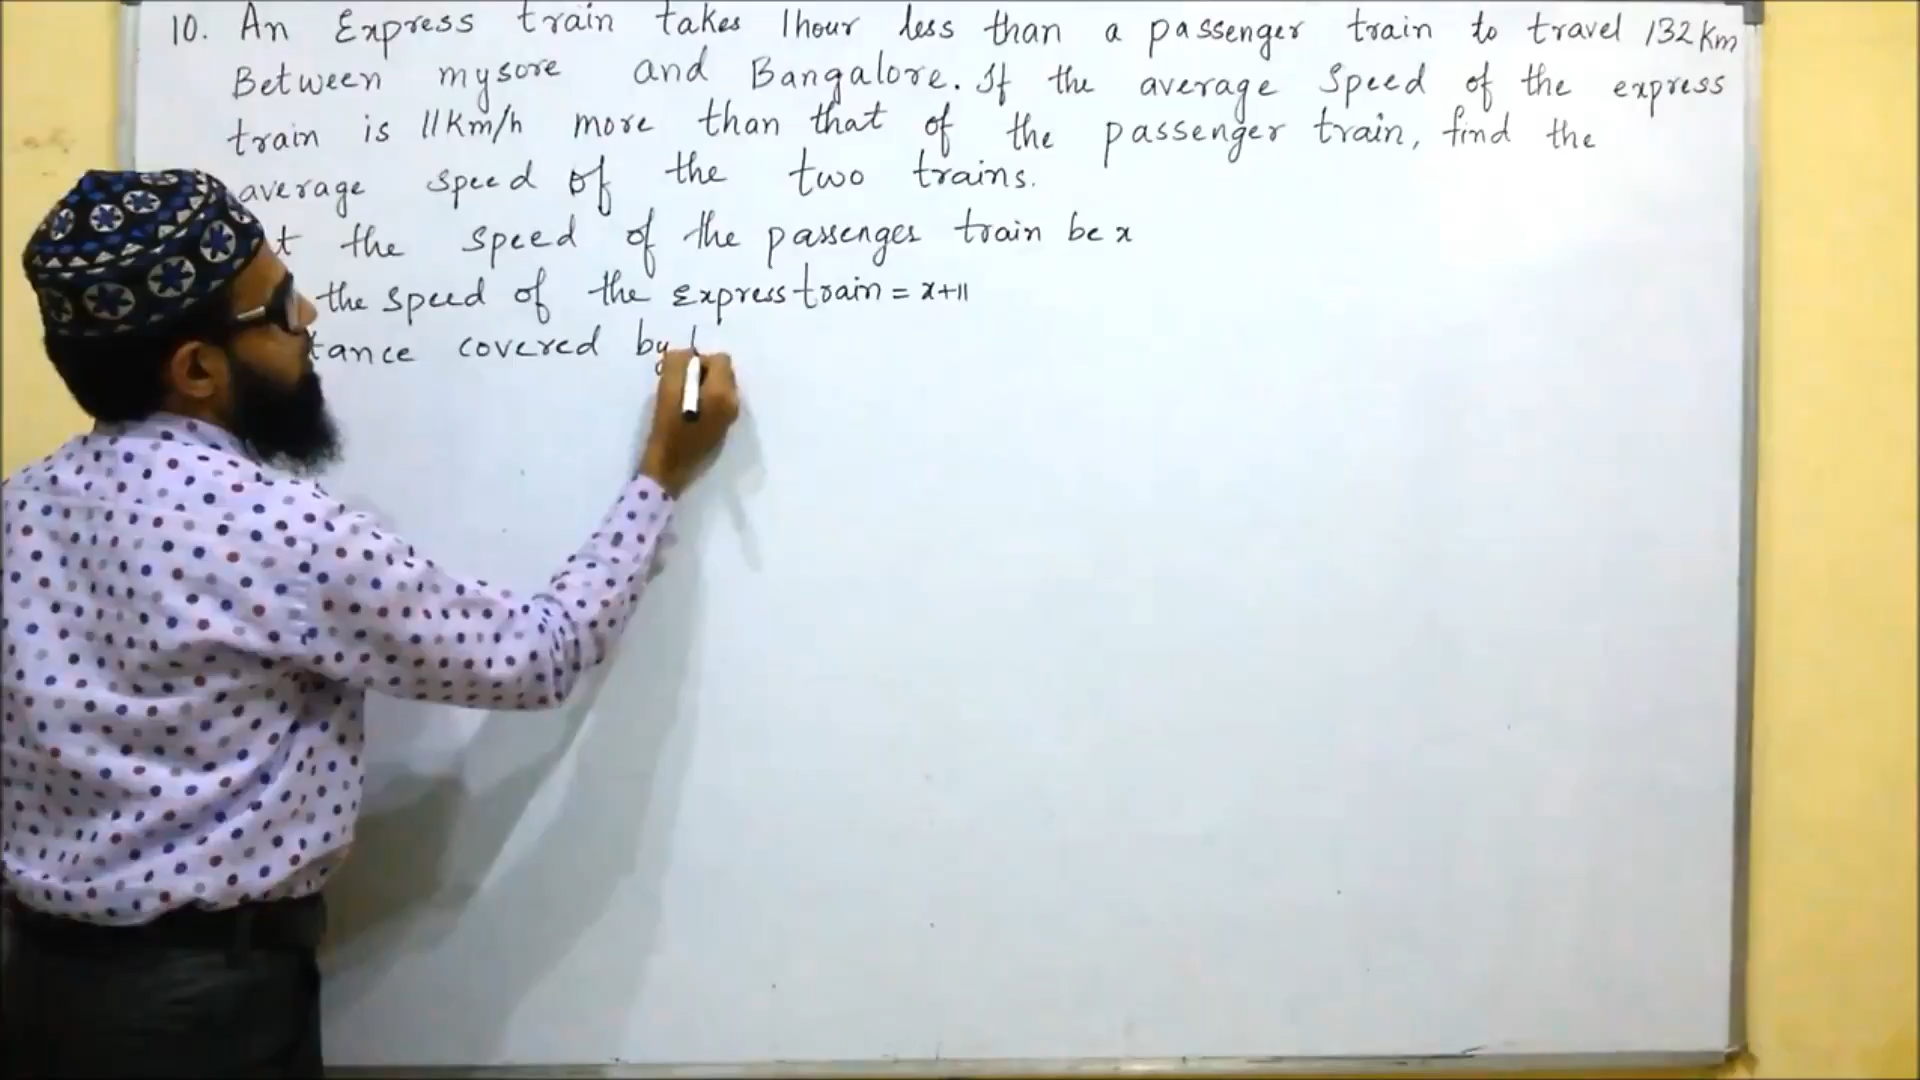 10. An Express train takes 1hour less than a passenger train to travel 132km
Between mysore and Bangalore. If the average speed of the express
train is 11km/h more than that of the passenger train, find the
average speed of the two trains.
the speed of the passenger train be x
the speed of the Express train = x+11
covered by